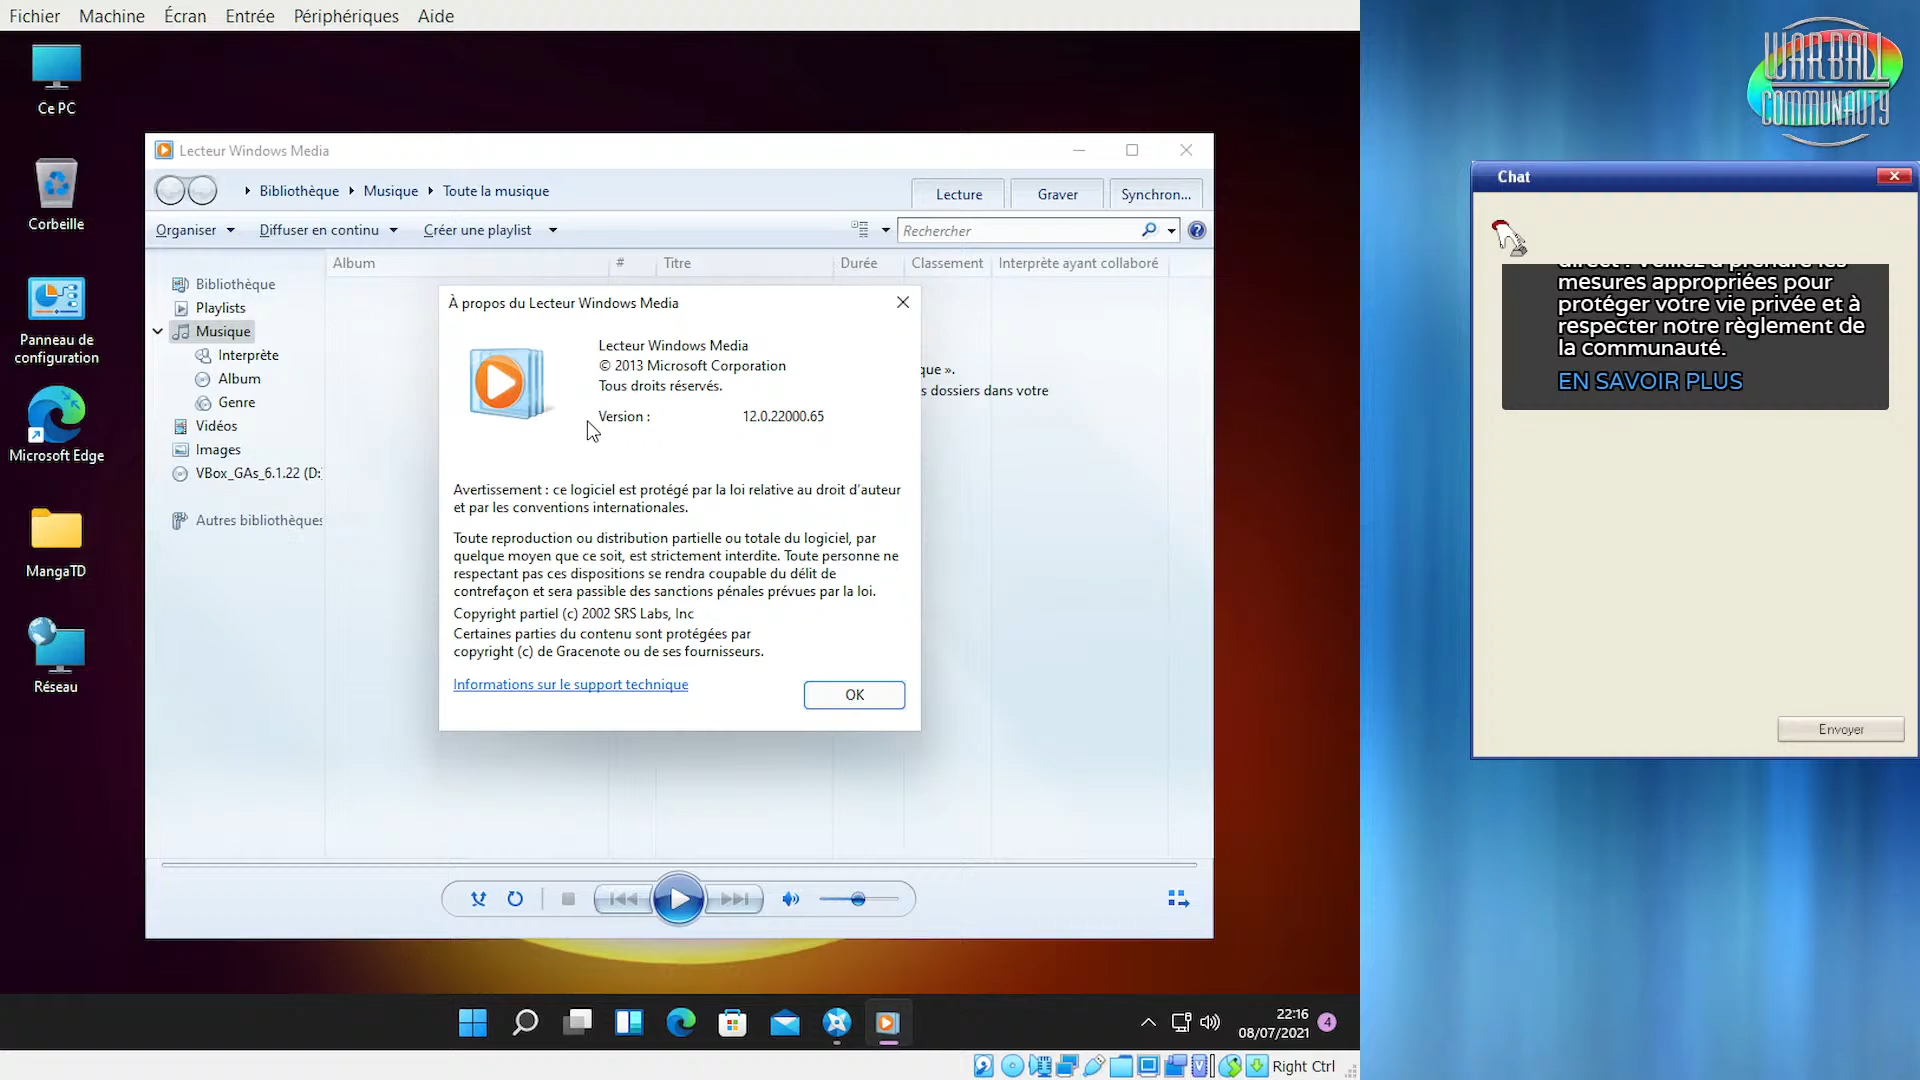 Fichier Machine Écran Entrée Périphériques Aide
Ce PC
Corbeille
Panneau de
configuration
Microsoft Edge
MangaTD
Réseau
Lecteur Windows Media
Bibliothèque Musique Toute la musique
Lecture Graver Synchron...
Organiser Diffuser en continu Créer une playlist
Rechercher
Album # Titre Durée Classement Interprète ayant collaboré
Bibliothèque
Playlists
Musique
Interprète
Album
Genre
Vidéos
Images
VBox_GAs_6.1.22 (D:
Autres bibliothèques
que ».
s dossiers dans votre
À propos du Lecteur Windows Media
Lecteur Windows Media
© 2013 Microsoft Corporation
Tous droits réservés.
Version : 12.0.22000.65
Avertissement : ce logiciel est protégé par la loi relative au droit d'auteur
et par les conventions internationales.
Toute reproduction ou distribution partielle ou totale du logiciel, par
quelque moyen que ce soit, est strictement interdite. Toute personne ne
respectant pas ces dispositions se rendra coupable du délit de
contrefaçon et sera passible des sanctions pénales prévues par la loi.
Copyright partiel (c) 2002 SRS Labs, Inc
Certaines parties du contenu sont protégées par
copyright (c) de Gracenote ou de ses fournisseurs.
Informations sur le support technique
OK
22:16
08/07/2021
4
Right Ctrl
WARBALL
COMMUNAUTY
Chat
mesures appropriées pour
protéger votre vie privée et à
respecter notre règlement de
la communauté.
EN SAVOIR PLUS
Envoyer